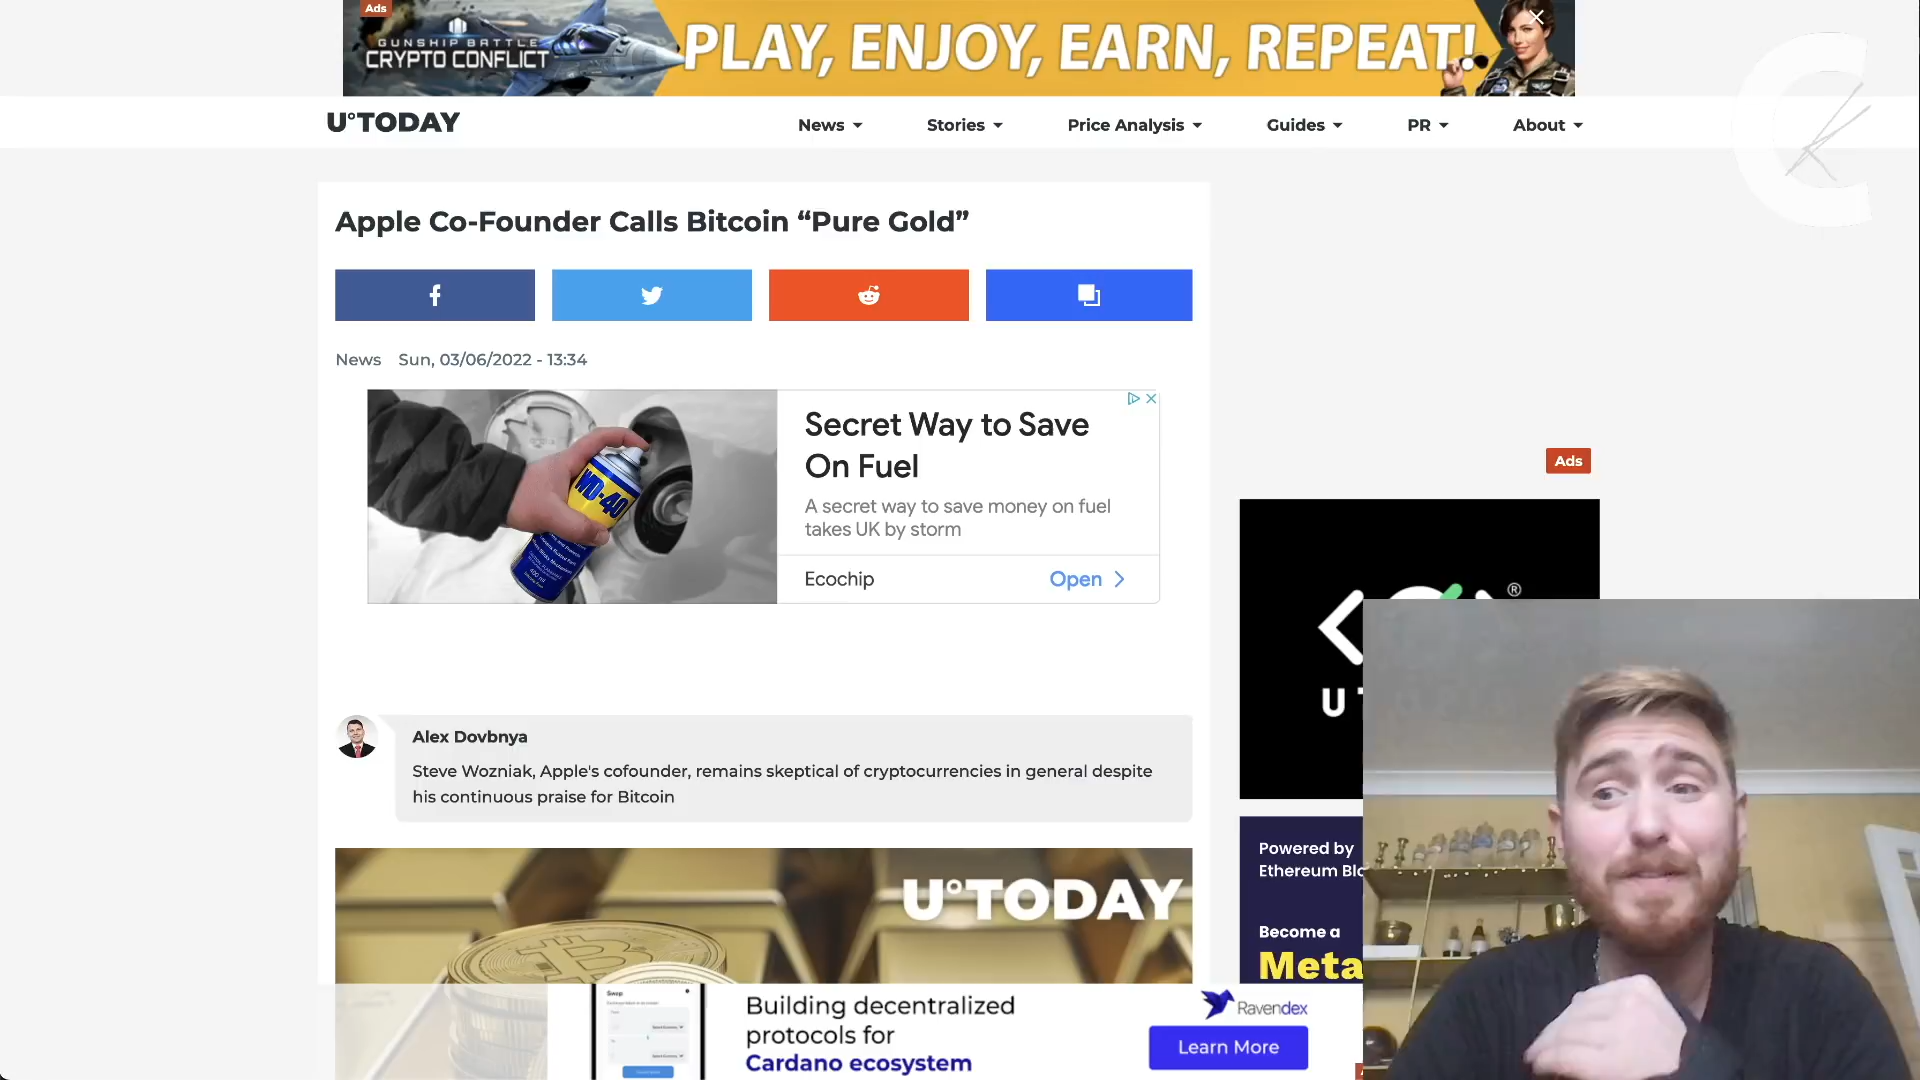 Ads
GUNSHIP BATTLE
CRYPTO CONFLICT
PLAY, ENJOY, EARN, REPEAT!
U°TODAY
News
Stories
Price Analysis
Guides
PR
About
Apple Co-Founder Calls Bitcoin “Pure Gold”
News Sun, 03/06/2022 - 13:34
WD-40
Secret Way to Save
On Fuel
A secret way to save money on fuel
takes UK by storm
Ecochip
Open
Ads
®
U
Alex Dovbnya
Steve Wozniak, Apple's cofounder, remains skeptical of cryptocurrencies in general despite
his continuous praise for Bitcoin
U°TODAY
Powered by
Ethereum Blo
Become a
Meta
Swap
Building decentralized
protocols for
Cardano ecosystem
Ravendex
Learn More